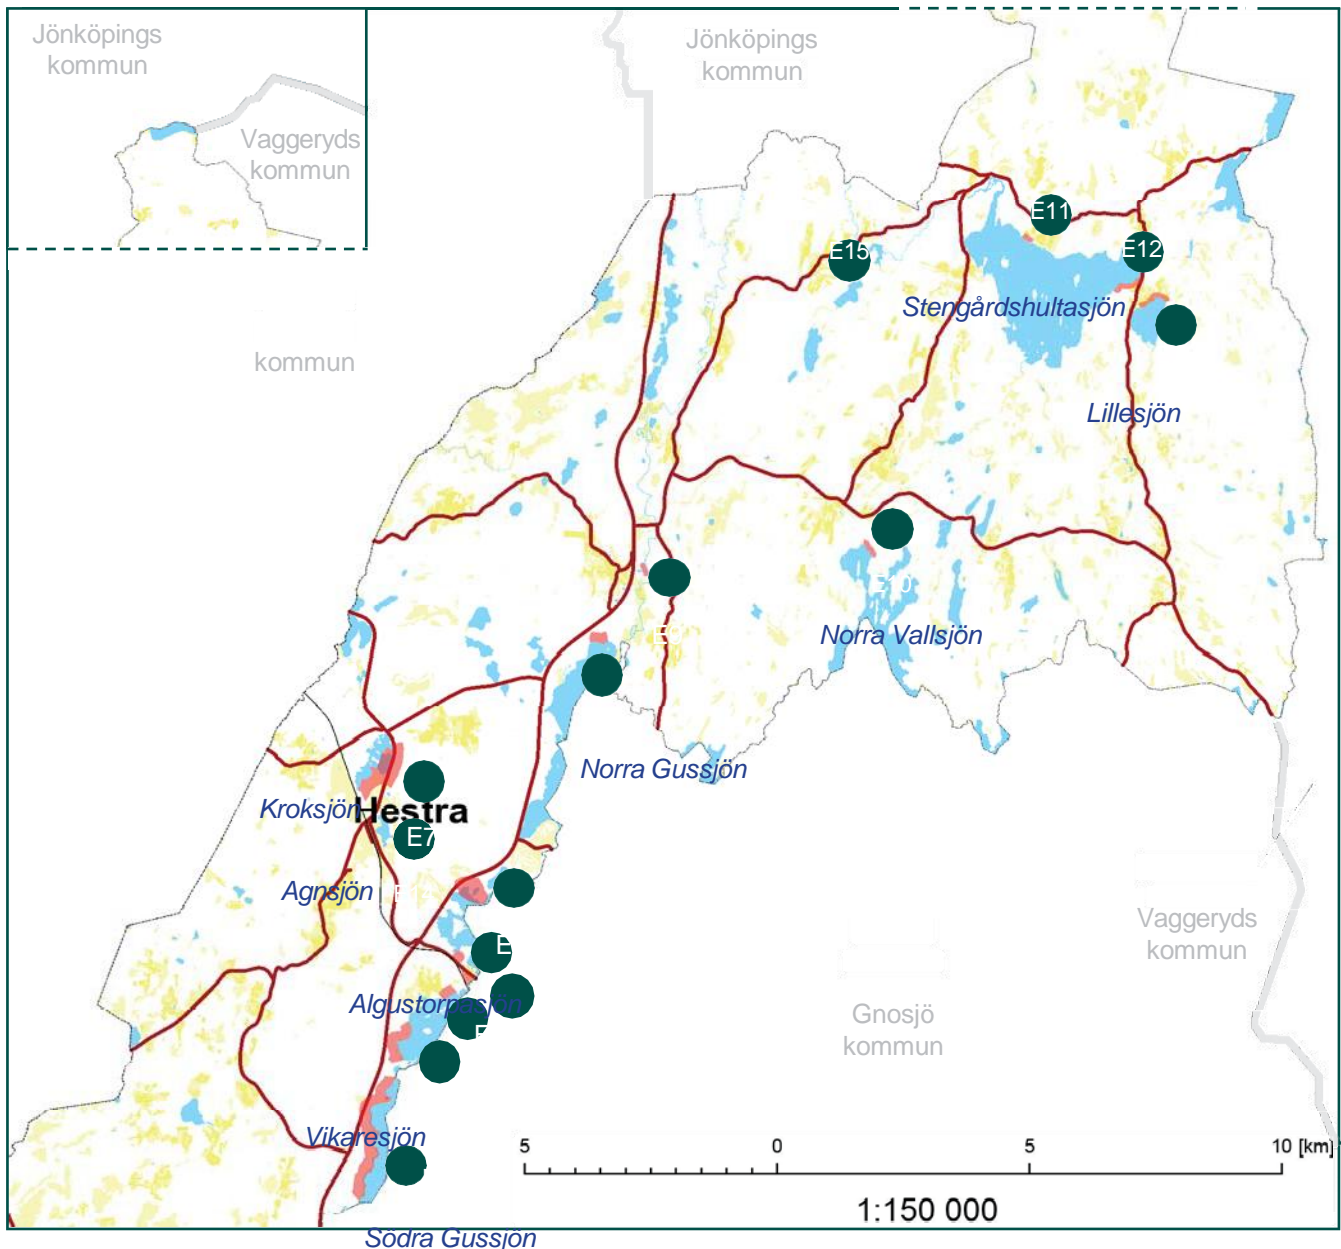 Jönköpings
kommun
Jönköpings
kommun
Vaggeryds
kommun
E11
E15
E12
Stengårdshultasjön
kommun
Lillesjön
E10
Norra Vallsjön
Norra Gussjön
Kroksjön
Hestra
E7
Agnsjön
Vaggeryds
kommun
E
Algustorpasjön
Gnosjö
kommun
Vikaresjön
5 0 5 10 [km]
1:150 000
Södra Gussjön